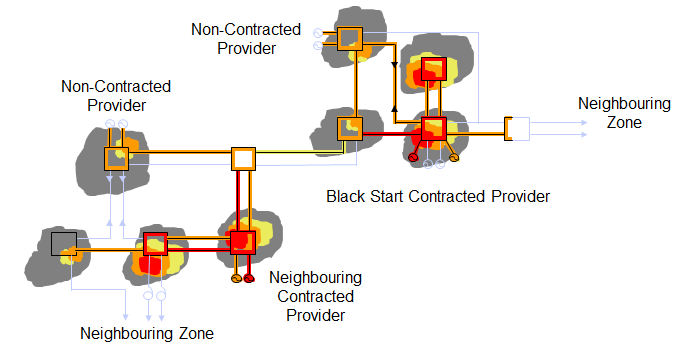 Non-Contracted
Provider
Non-Contracted
Provider
Neighbouring
Zone
Black Start Contracted Provider
Neighbouring
Contracted
Provider
Neighbouring Zone